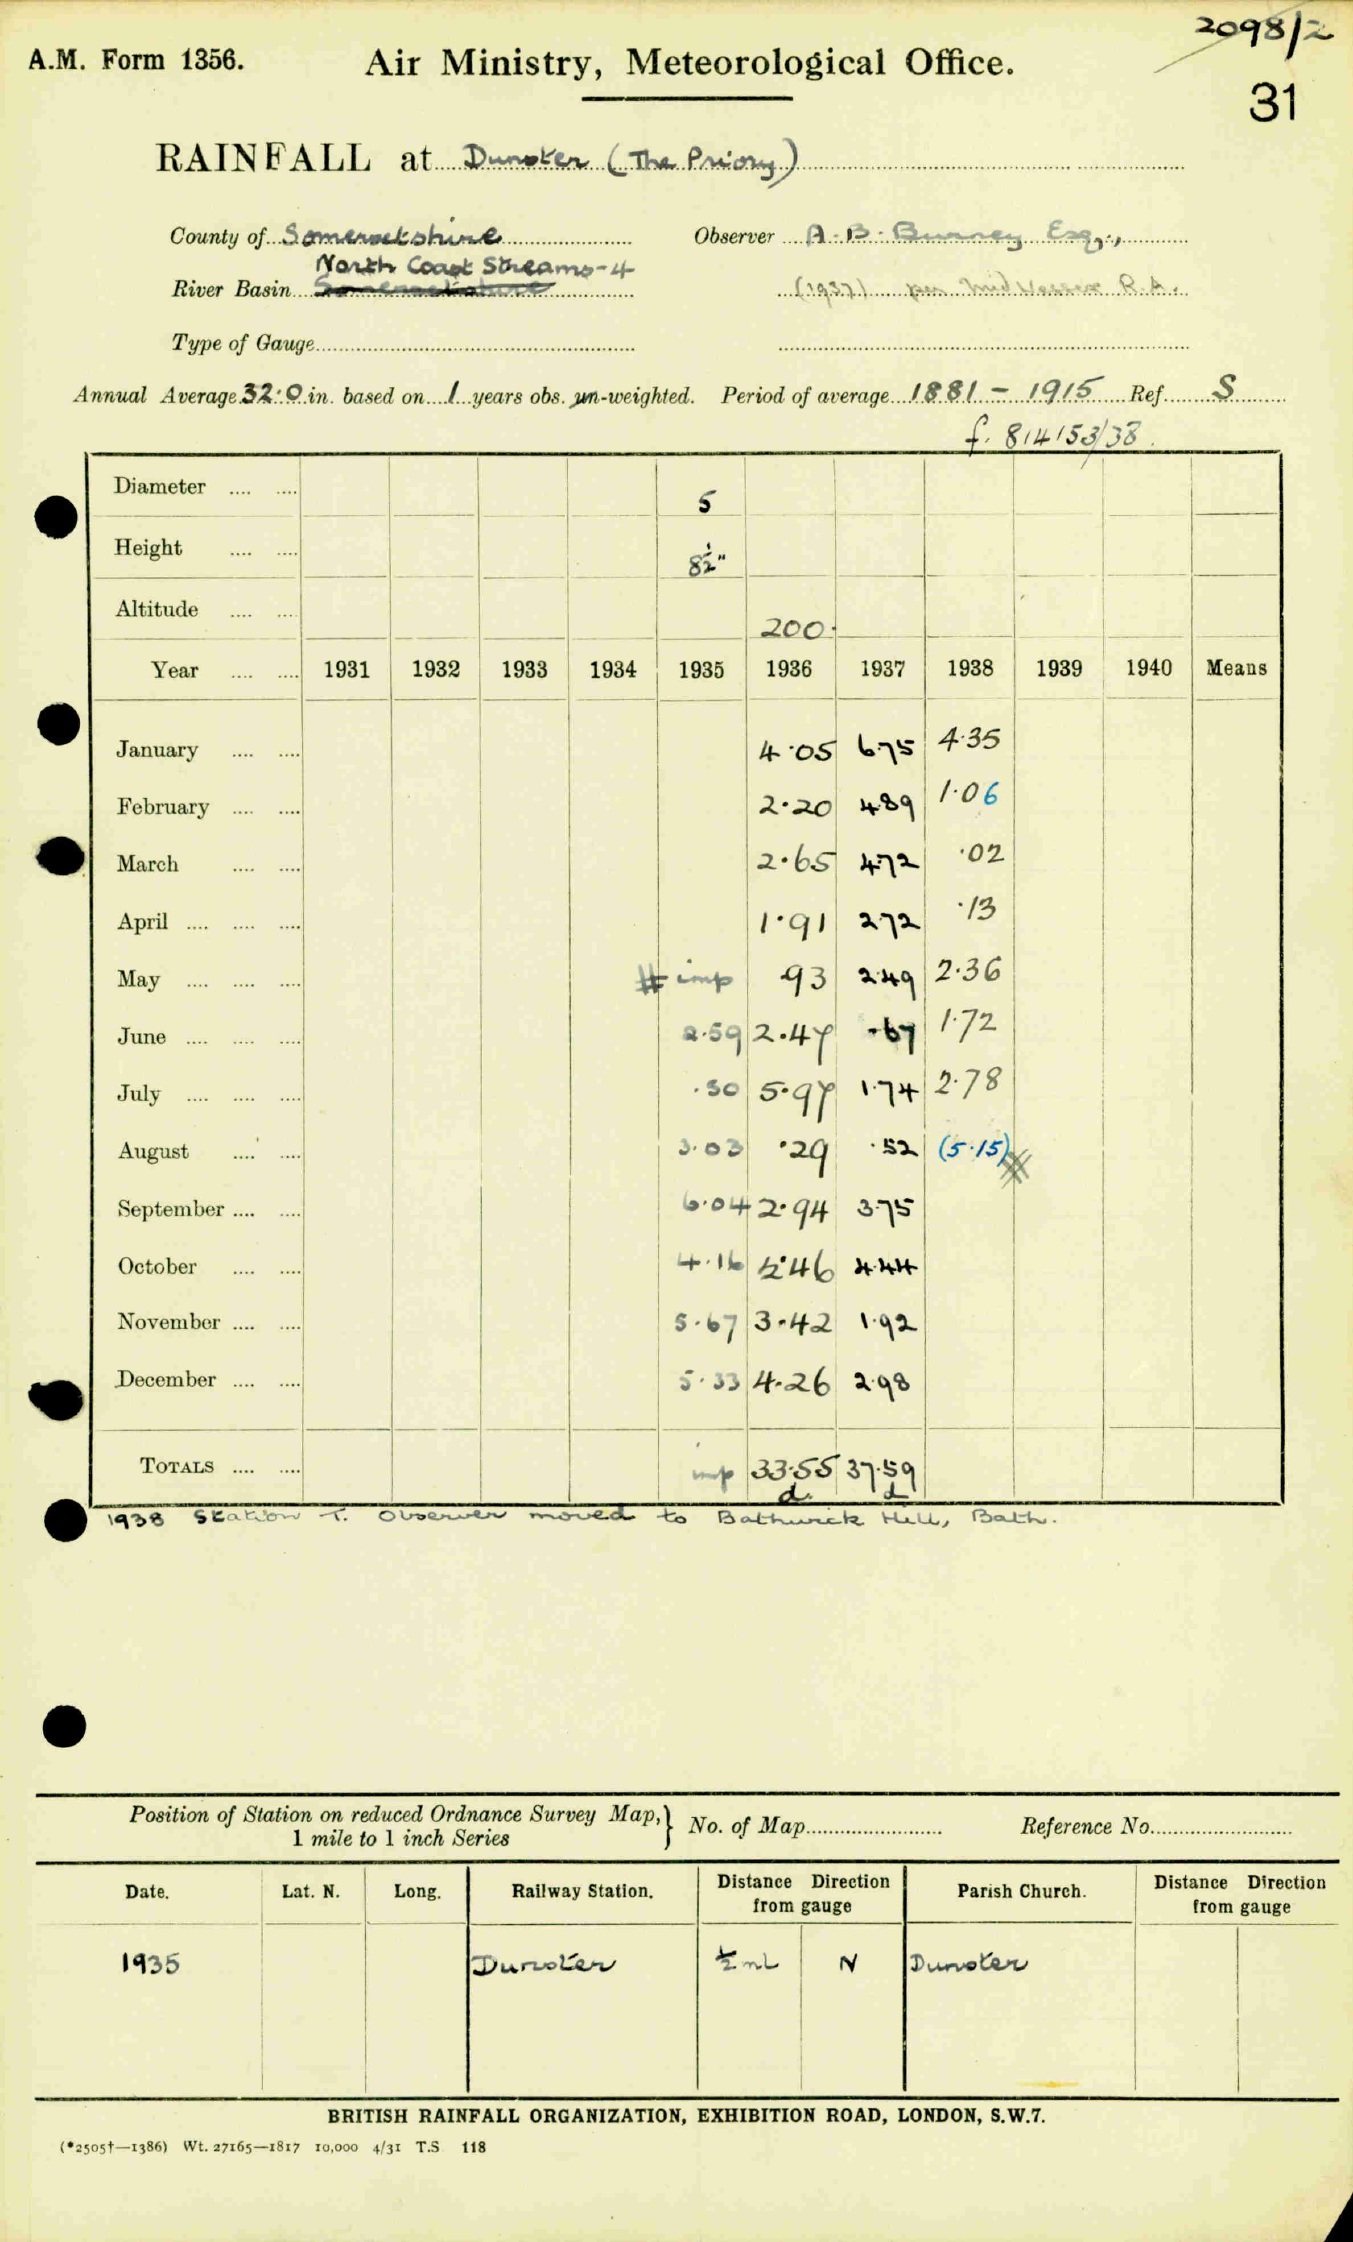 2098/2
31
A.M. Form 1356. Air Ministry, Meteorological Office.
RAINFALL at Dunster (The Priory)
County of Somersetshire Observer A. B. Burney Esq.,
North Coast Streams-4
River Basin Somersetshire (1937) per Mid Wessex R.A.
Type of Gauge
Annual Average 32.0 in. based on 1 years obs. un-weighted. Period of average 1881 - 1915 Ref. S
f. 814153/38.
Diameter .... .... 5
Height .... .... 8½"
Altitude .... .... 200.
Year .... .... 1931 1932 1933 1934 1935 1936 1937 1938 1939 1940 Means
January .... .... 4.05 6.75 4.35
February .... .... 2.20 4.89 1.06
March .... .... 2.65 4.72 .02
April .... .... .... 1.91 2.72 .13
May .... .... .... # imp .93 2.49 2.36
June .... .... .... 2.59 2.47 .67 1.72
July .... .... .... .30 5.97 1.74 2.78
August .... .... 3.03 .29 .52 (5.15) #
September .... .... 6.04 2.94 3.75
October .... .... 4.16 2.46 4.44
November .... .... 5.67 3.42 1.92
December .... .... 5.33 4.26 2.98
TOTALS .... .... imp 33.55 37.59
d. d
1938 Station T. Observer moved to Bathwick Hill, Bath.
Position of Station on reduced Ordnance Survey Map,} No. of Map Reference No.
1 mile to 1 inch Series
Date. Lat. N. Long. Railway Station. Distance Direction from gauge Parish Church. Distance Direction from gauge
1935 Dunster ½ ml N Dunster
BRITISH RAINFALL ORGANIZATION, EXHIBITION ROAD, LONDON, S.W.7.
(*2505†—1386) Wt. 27165—1817 10,000 4/31 T.S 118